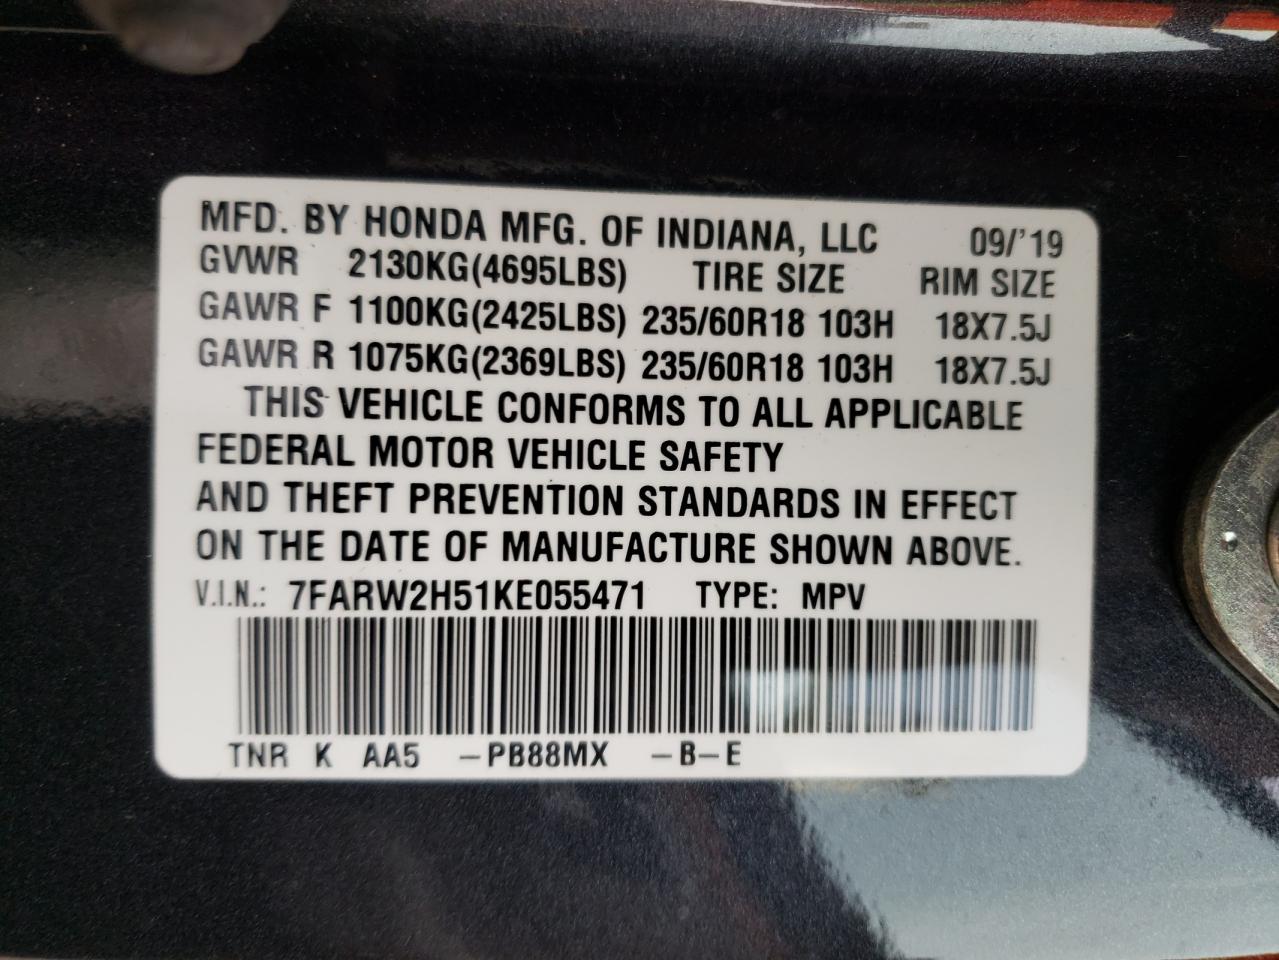 MFD. BY HONDA MFG. OF INDIANA, LLC 09/'19
GVWR 2130KG(4695LBS) TIRE SIZE RIM SIZE
GAWR F 1100KG(2425LBS) 235/60R18 103H 18X7.5J
GAWR R 1075KG(2369LBS) 235/60R18 103H 18X7.5J
THIS VEHICLE CONFORMS TO ALL APPLICABLE
FEDERAL MOTOR VEHICLE SAFETY
AND THEFT PREVENTION STANDARDS IN EFFECT
ON THE DATE OF MANUFACTURE SHOWN ABOVE.
V.I.N.: 7FARW2H51KE055471 TYPE: MPV
TNR K AA5 -PB88MX -B-E